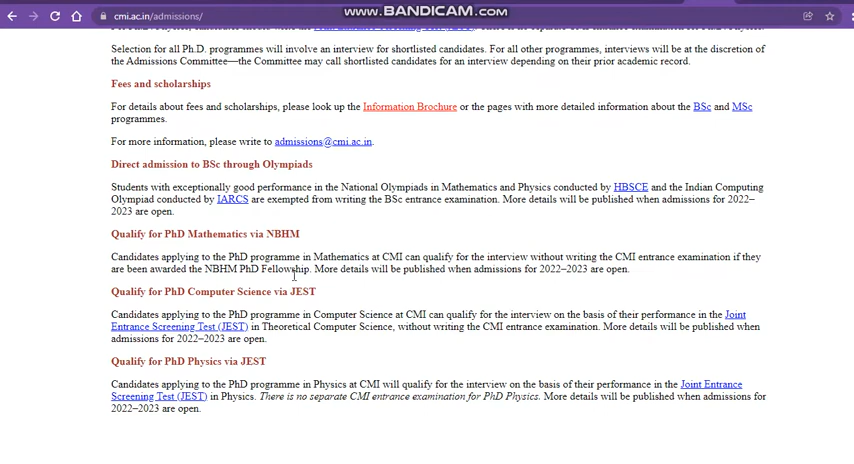 www.BANDICAM.com
cmi.ac.in/admissions/
Selection for all Ph.D. programmes will involve an interview for shortlisted candidates. For all other programmes, interviews will be at the discretion of
the Admissions Committee—the Committee may call shortlisted candidates for an interview depending on their prior academic record.
Fees and scholarships
For details about fees and scholarships, please look up the Information Brochure or the pages with more detailed information about the BSc and MSc
programmes.
For more information, please write to admissions@cmi.ac.in.
Direct admission to BSc through Olympiads
Students with exceptionally good performance in the National Olympiads in Mathematics and Physics conducted by HBSCE and the Indian Computing
Olympiad conducted by IARCS are exempted from writing the BSc entrance examination. More details will be published when admissions for 2022–
2023 are open.
Qualify for PhD Mathematics via NBHM
Candidates applying to the PhD programme in Mathematics at CMI can qualify for the interview without writing the CMI entrance examination if they
are been awarded the NBHM PhD Fellowship. More details will be published when admissions for 2022–2023 are open.
Qualify for PhD Computer Science via JEST
Candidates applying to the PhD programme in Computer Science at CMI can qualify for the interview on the basis of their performance in the Joint
Entrance Screening Test (JEST) in Theoretical Computer Science, without writing the CMI entrance examination. More details will be published when
admissions for 2022–2023 are open.
Qualify for PhD Physics via JEST
Candidates applying to the PhD programme in Physics at CMI will qualify for the interview on the basis of their performance in the Joint Entrance
Screening Test (JEST) in Physics. There is no separate CMI entrance examination for PhD Physics. More details will be published when admissions for
2022–2023 are open.